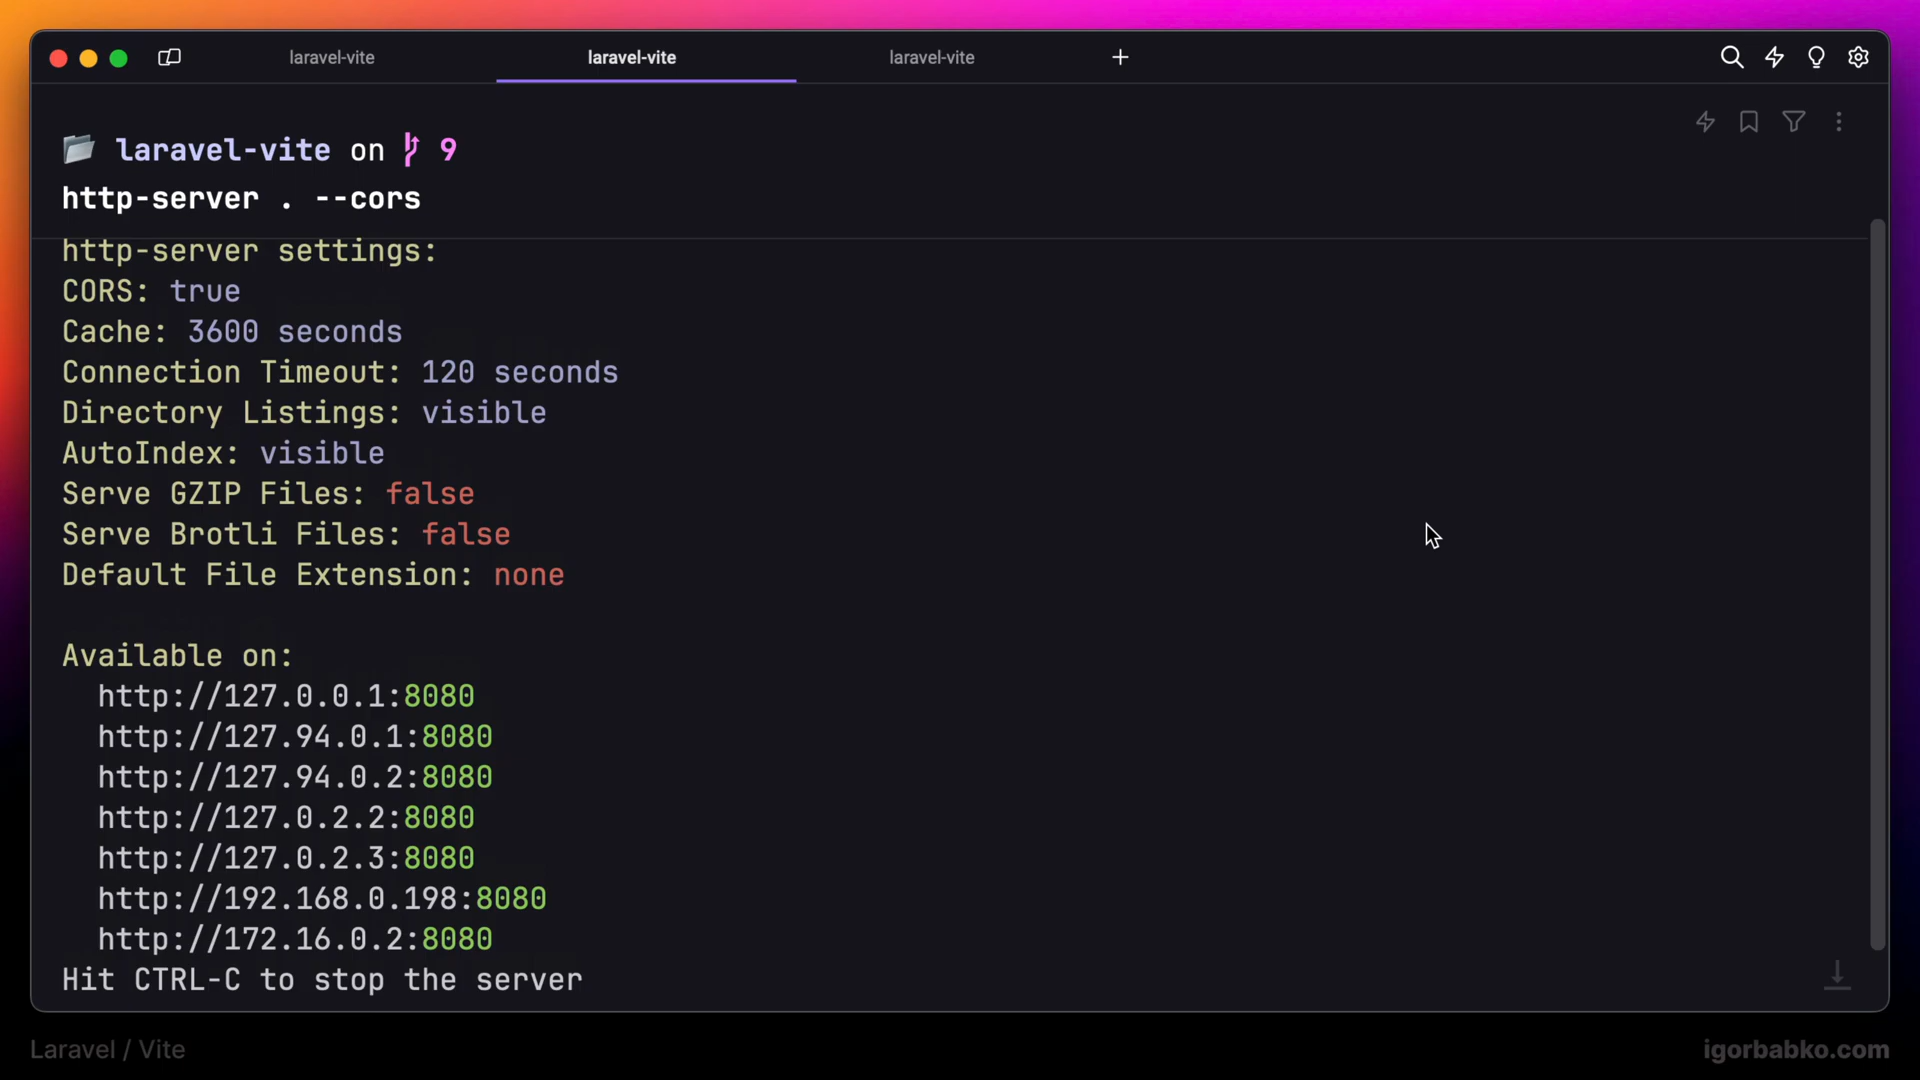 laravel-vite laravel-vite laravel-vite +
laravel-vite on 9
http-server . --cors
http-server settings:
CORS: true
Cache: 3600 seconds
Connection Timeout: 120 seconds
Directory Listings: visible
AutoIndex: visible
Serve GZIP Files: false
Serve Brotli Files: false
Default File Extension: none
Available on:
http://127.0.0.1:8080
http://127.94.0.1:8080
http://127.94.0.2:8080
http://127.0.2.2:8080
http://127.0.2.3:8080
http://192.168.0.198:8080
http://172.16.0.2:8080
Hit CTRL-C to stop the server
Laravel / Vite
igorbabko.com